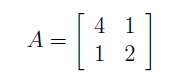 A = [ 4 1
1 2 ]